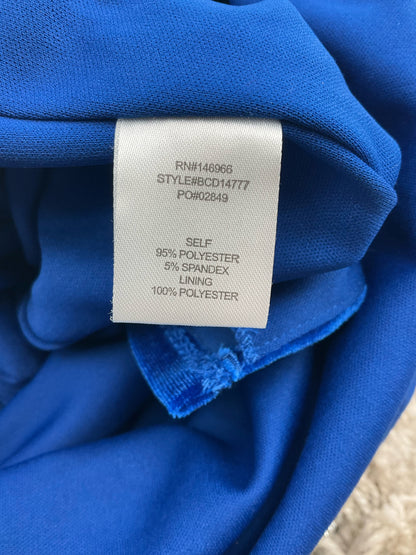 RN#146966
STYLE#BCD14777
PO#02849
SELF
95% POLYESTER
5% SPANDEX
LINING
100% POLYESTER